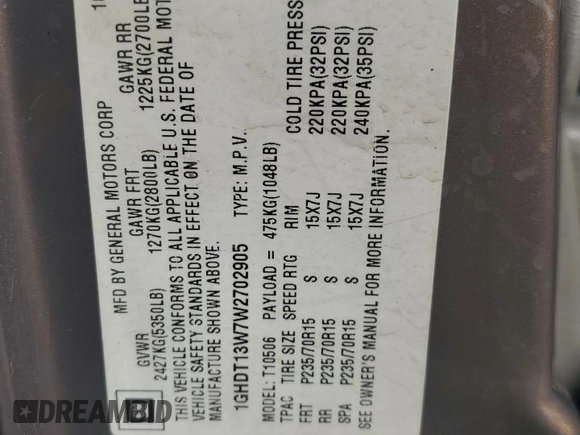 MFD BY GENERAL MOTORS CORP
GVWR GAWR FRT GAWR RR
2427KG(5350LB) 1270KG(2800LB) 1225KG(2700LB
THIS VEHICLE CONFORMS TO ALL APPLICABLE U.S. FEDERAL MOT
VEHICLE SAFETY STANDARDS IN EFFECT ON THE DATE OF
MANUFACTURE SHOWN ABOVE.
1GHDT13W7W2702905 TYPE: M.P.V.
MODEL: T10506 PAYLOAD = 475KG(1048LB)
TPAC TIRE SIZE SPEED RTG RIM COLD TIRE PRESS
FRT P235/70R15 S 15X7J 220KPA(32PSI)
RR P235/70R15 S 15X7J 220KPA(32PSI)
SPA P235/70R15 S 15X7J 240KPA(35PSI)
SEE OWNER'S MANUAL FOR MORE INFORMATION.
DREAMBID